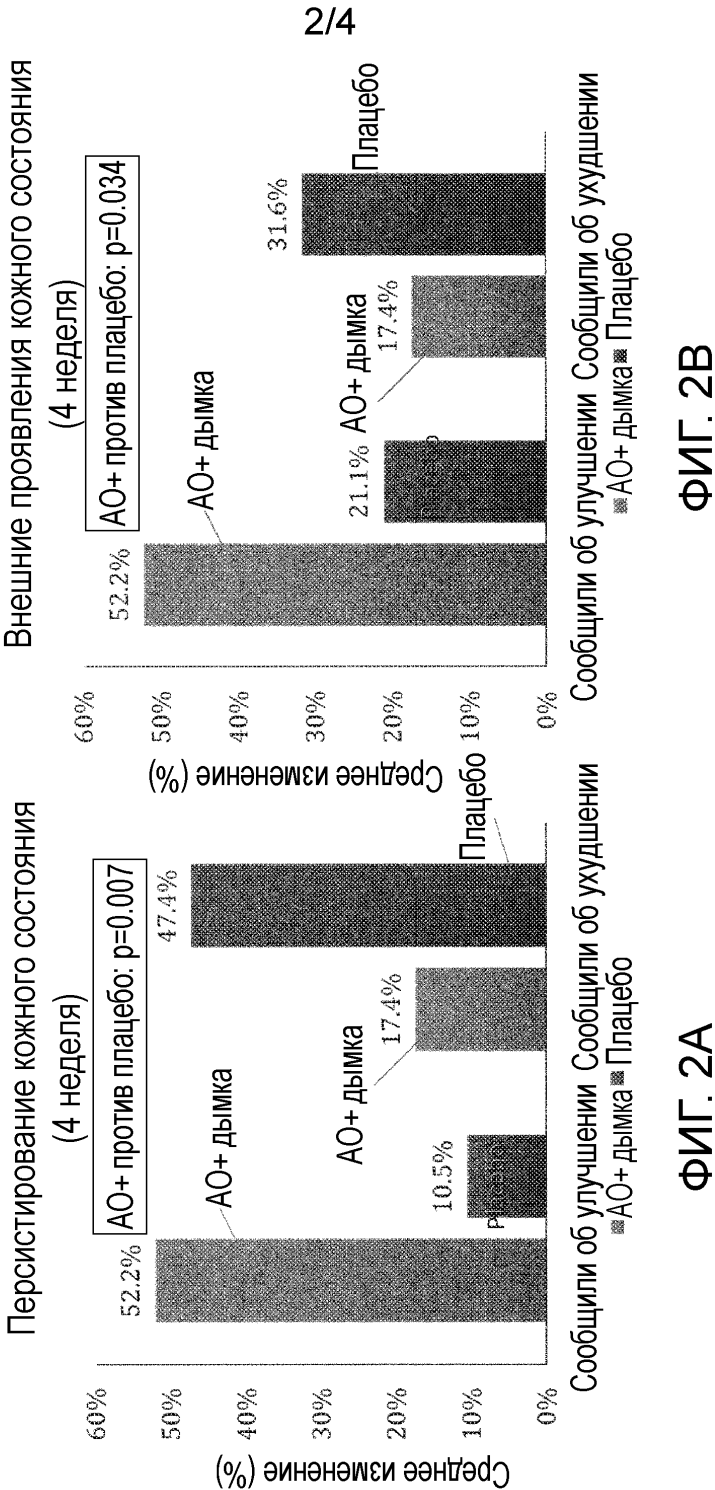 2/4
Персистирование кожного состояния
(4 неделя)
АО+ против плацебо: p=0.007
Среднее изменение (%)
60%
50%
40%
30%
20%
10%
0%
52.2%
АО+ дымка
10.5%
Placebo
АО+ дымка
17.4%
47.4%
Плацебо
Сообщили об улучшении Сообщили об ухудшении
АО+ дымка Плацебо
ФИГ. 2A
Внешние проявления кожного состояния
(4 неделя)
АО+ против плацебо: p=0.034
Среднее изменение (%)
60%
50%
40%
30%
20%
10%
0%
52.2%
АО+ дымка
21.1%
АО+ дымка
17.4%
31.6%
Плацебо
Сообщили об улучшении Сообщили об ухудшении
АО+ дымка Плацебо
ФИГ. 2B